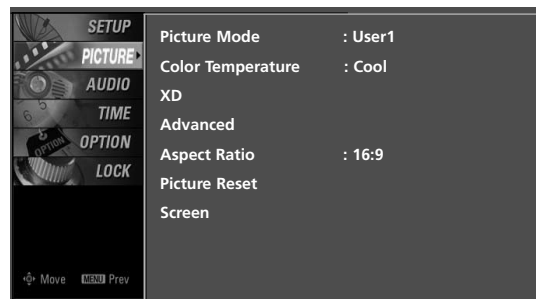 SETUP
PICTURE
AUDIO
TIME
OPTION
LOCK
Move MENU Prev
Picture Mode : User1
Color Temperature : Cool
XD
Advanced
Aspect Ratio : 16:9
Picture Reset
Screen